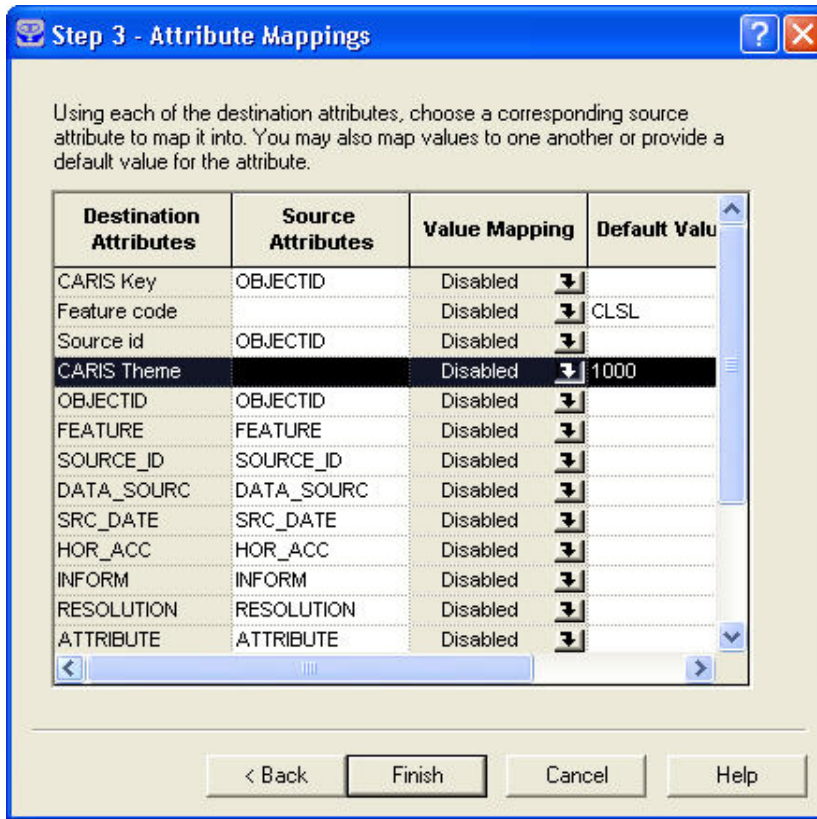 Step 3 - Attribute Mappings
Using each of the destination attributes, choose a corresponding source
attribute to map it into. You may also map values to one another or provide a
default value for the attribute.
Destination Attributes Source Attributes Value Mapping Default Valu
CARIS Key OBJECTID Disabled
Feature code Disabled CLSL
Source id OBJECTID Disabled
CARIS Theme Disabled 1000
OBJECTID OBJECTID Disabled
FEATURE FEATURE Disabled
SOURCE_ID SOURCE_ID Disabled
DATA_SOURC DATA_SOURC Disabled
SRC_DATE SRC_DATE Disabled
HOR_ACC HOR_ACC Disabled
INFORM INFORM Disabled
RESOLUTION RESOLUTION Disabled
ATTRIBUTE ATTRIBUTE Disabled
< Back Finish Cancel Help